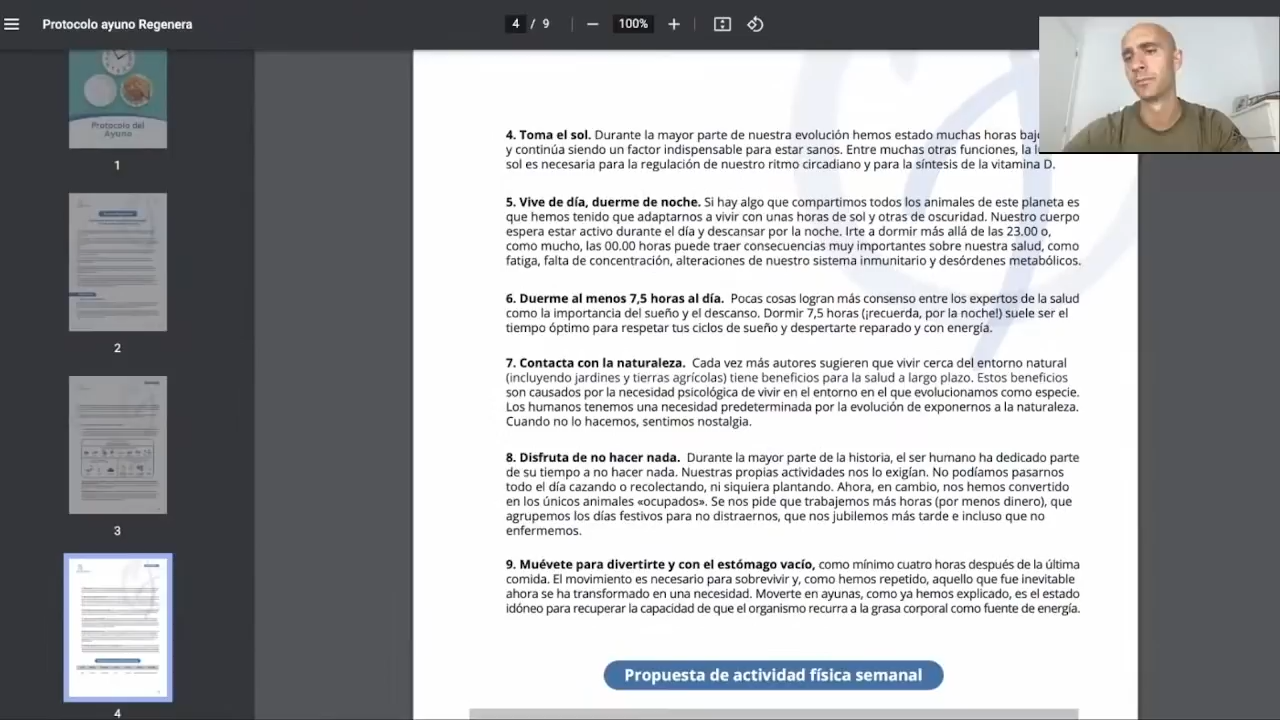 Protocolo ayuno Regenera
4 / 9
100%
Protocolo del
Ayuno
1
2
3
4
4. Toma el sol. Durante la mayor parte de nuestra evolución hemos estado muchas horas
y continúa siendo un factor indispensable para estar sanos. Entre muchas otras funciones, la
sol es necesaria para la regulación de nuestro ritmo circadiano y para la síntesis de la vitamina D.
5. Vive de día, duerme de noche. Si hay algo que compartimos todos los animales de este planeta es
que hemos tenido que adaptarnos a vivir con unas horas de sol y otras de oscuridad. Nuestro cuerpo
espera estar activo durante el día y descansar por la noche. Irte a dormir más allá de las 23.00 o,
como mucho, las 00.00 horas puede traer consecuencias muy importantes sobre nuestra salud, como
fatiga, falta de concentración, alteraciones de nuestro sistema inmunitario y desórdenes metabólicos.
6. Duerme al menos 7,5 horas al día. Pocas cosas logran más consenso entre los expertos de la salud
como la importancia del sueño y el descanso. Dormir 7,5 horas (¡recuerda, por la noche!) suele ser el
tiempo óptimo para respetar tus ciclos de sueño y despertarte reparado y con energía.
7. Contacta con la naturaleza. Cada vez más autores sugieren que vivir cerca del entorno natural
(incluyendo jardines y tierras agrícolas) tiene beneficios para la salud a largo plazo. Estos beneficios
son causados por la necesidad psicológica de vivir en el entorno en el que evolucionamos como especie.
Los humanos tenemos una necesidad predeterminada por la evolución de exponernos a la naturaleza.
Cuando no lo hacemos, sentimos nostalgia.
8. Disfruta de no hacer nada. Durante la mayor parte de la historia, el ser humano ha dedicado parte
de su tiempo a no hacer nada. Nuestras propias actividades nos lo exigían. No podíamos pasarnos
todo el día cazando o recolectando, ni siquiera plantando. Ahora, en cambio, nos hemos convertido
en los únicos animales «ocupados». Se nos pide que trabajemos más horas (por menos dinero), que
agrupemos los días festivos para no distraernos, que nos jubilemos más tarde e incluso que no
enfermemos.
9. Muévete para divertirte y con el estómago vacío, como mínimo cuatro horas después de la última
comida. El movimiento es necesario para sobrevivir y, como hemos repetido, aquello que fue inevitable
ahora se ha transformado en una necesidad. Moverte en ayunas, como ya hemos explicado, es el estado
idóneo para recuperar la capacidad de que el organismo recurra a la grasa corporal como fuente de energía.
Propuesta de actividad física semanal